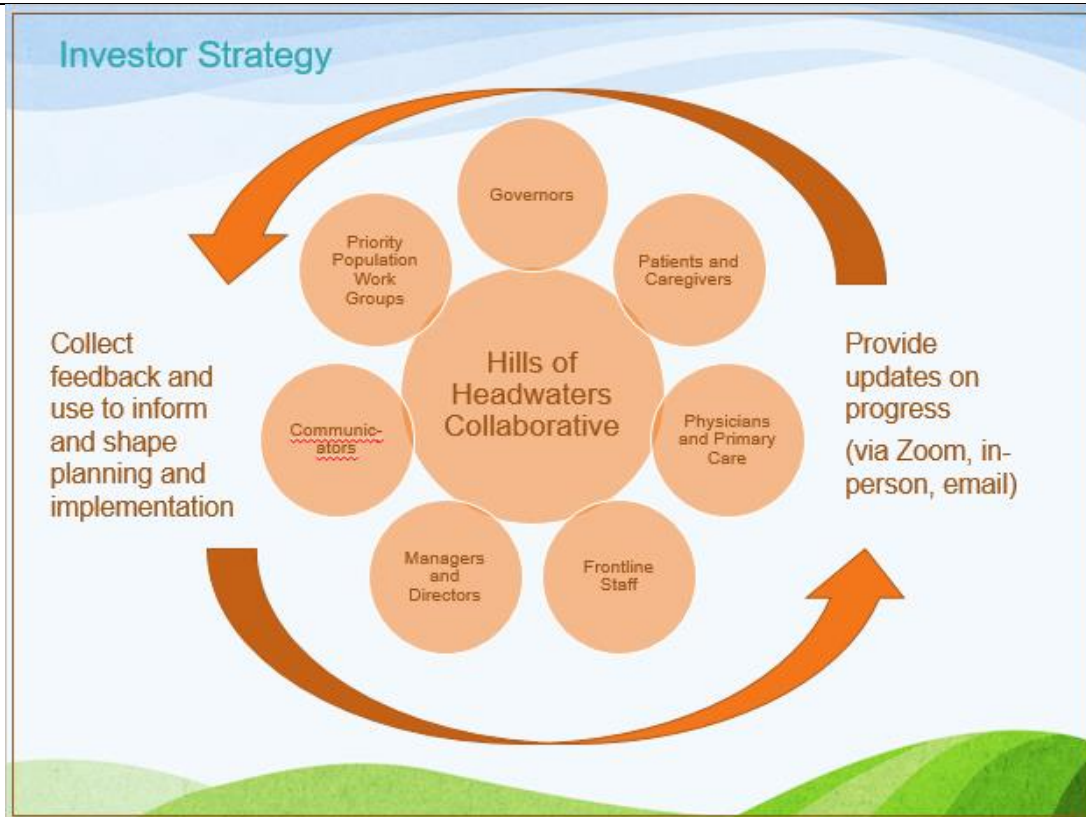 Investor Strategy
Governors
Priority
Population
Work
Groups
Patients and
Caregivers
Collect
feedback and
use to inform
and shape
planning and
implementation
Hills of
Headwaters
Collaborative
Provide
updates on
progress
(via Zoom, in-
person, email)
Communic-
ators
Physicians
and Primary
Care
Managers
and
Directors
Frontline
Staff